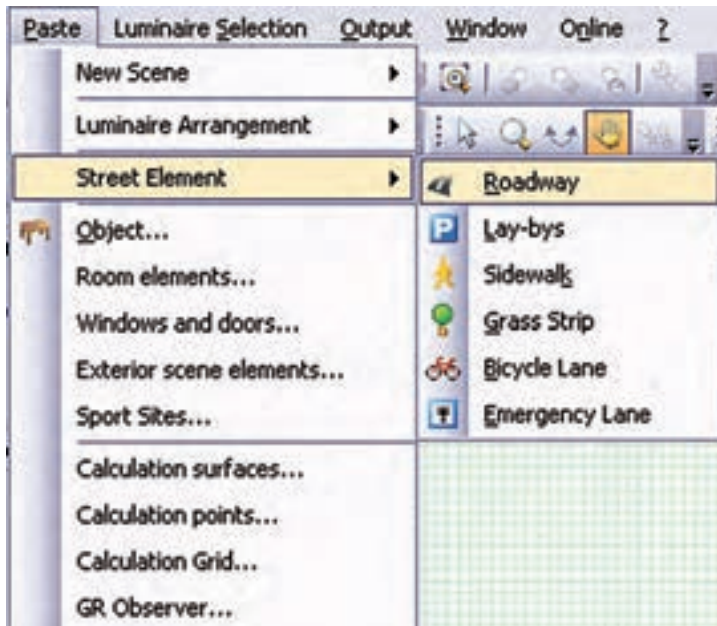 Paste Luminaire Selection Output Window Online ?
New Scene
Luminaire Arrangement
Street Element
Object...
Room elements...
Windows and doors...
Exterior scene elements...
Sport Sites...
Calculation surfaces...
Calculation points...
Calculation Grid...
GR Observer...
Roadway
P Lay-bys
Sidewalk
Grass Strip
Bicycle Lane
Emergency Lane